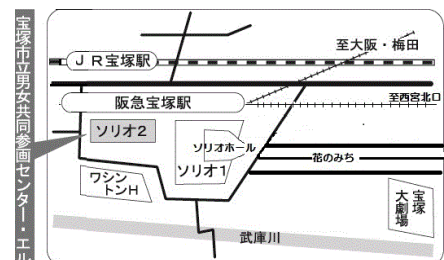 宝塚市立男女共同参画センター・エル
JR宝塚駅
至大阪・梅田
阪急宝塚駅
至西宮北口
ソリオ2
ソリオホール
ソリオ1
花のみち
ワシン
トンH
宝塚
大劇場
武庫川